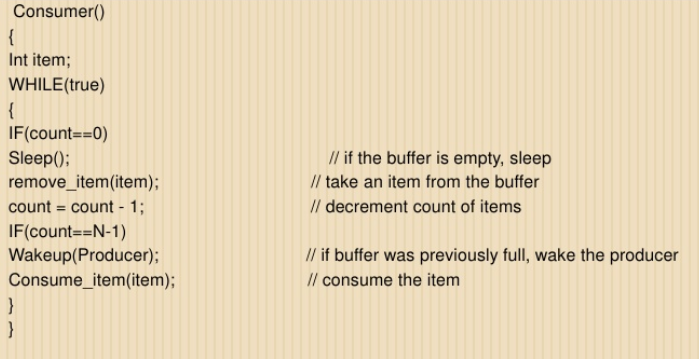 Consumer()
{
Int item;
WHILE(true)
{
IF(count==0)
Sleep(); // if the buffer is empty, sleep
remove_item(item); // take an item from the buffer
count = count - 1; // decrement count of items
IF(count==N-1)
Wakeup(Producer); // if buffer was previously full, wake the producer
Consume_item(item); // consume the item
}
}